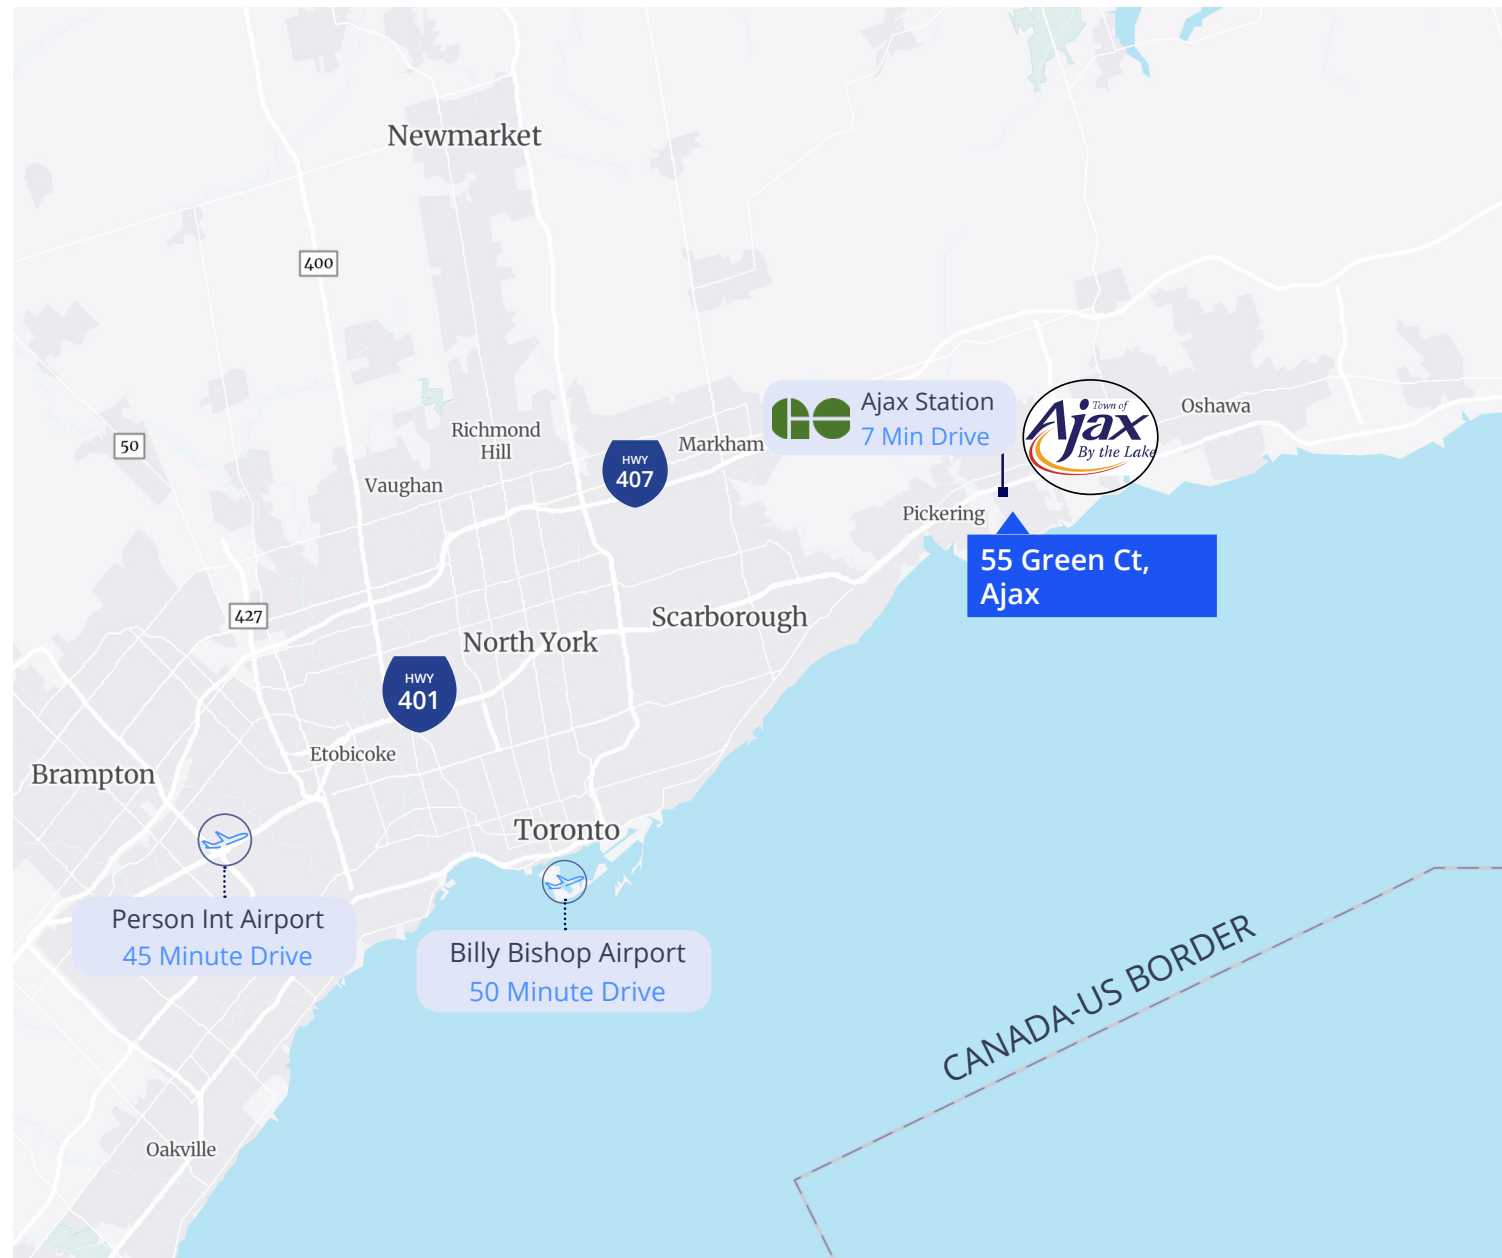 Newmarket
400
Ajax Station
7 Min Drive
Town of
Ajax
By the Lake
Oshawa
50
Richmond
Hill
HWY
407
Markham
Vaughan
Pickering
55 Green Ct,
Ajax
427
North York
Scarborough
HWY
401
Etobicoke
Brampton
Toronto
Person Int Airport
45 Minute Drive
Billy Bishop Airport
50 Minute Drive
CANADA-US BORDER
Oakville